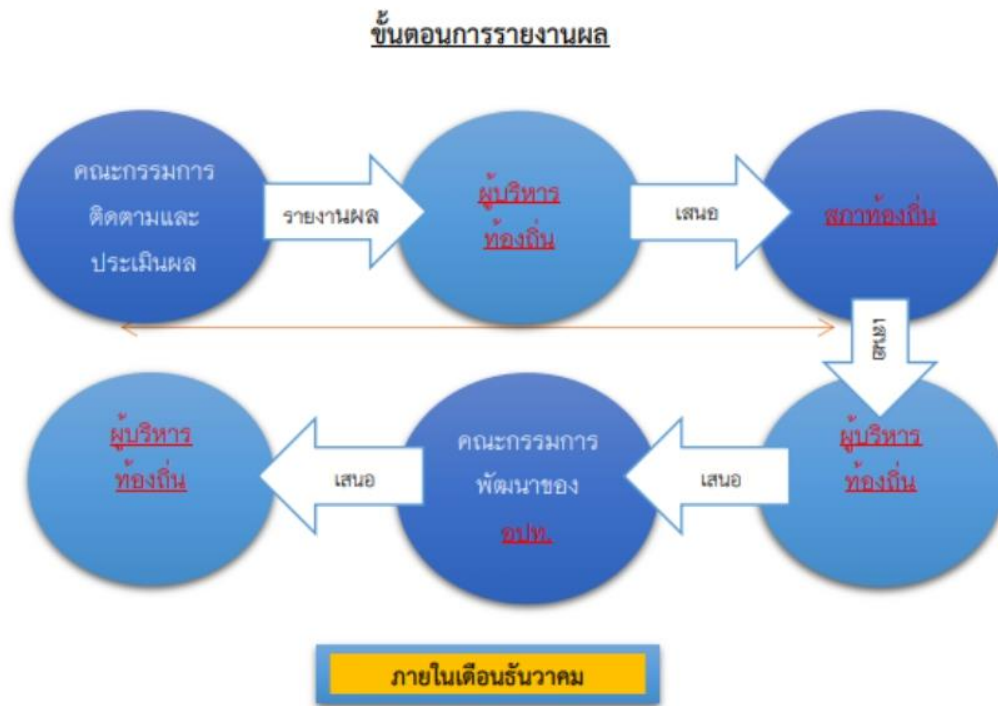 ขั้นตอนการรายงานผล
คณะกรรมการ
ติดตามและ
ประเมินผล
รายงานผล
ผู้บริหาร
ท้องถิ่น
เสนอ
สภาท้องถิ่น
เสนอ
ผู้บริหาร
ท้องถิ่น
เสนอ
คณะกรรมการ
พัฒนาของ
อปท.
เสนอ
ผู้บริหาร
ท้องถิ่น
ภายในเดือนธันวาคม